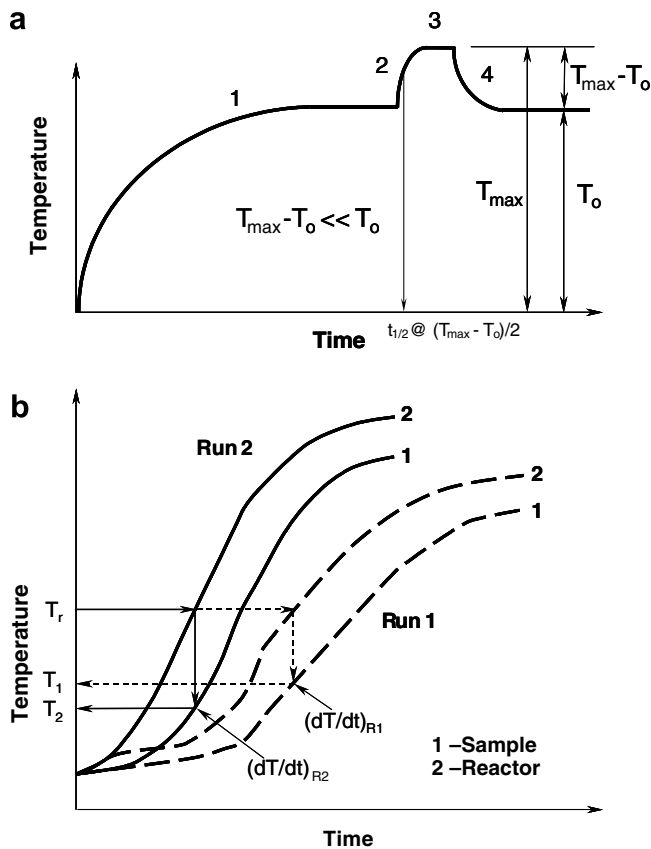 a
3
2
4
1
Tmax-To
Temperature
Tmax
To
Tmax-To << To
Time
t1/2 @ (Tmax - To)/2
b
2
Run 2
1
2
1
Tr
Run 1
T1
T2
(dT/dt)R1
(dT/dt)R2
Temperature
1 –Sample
2 –Reactor
Time